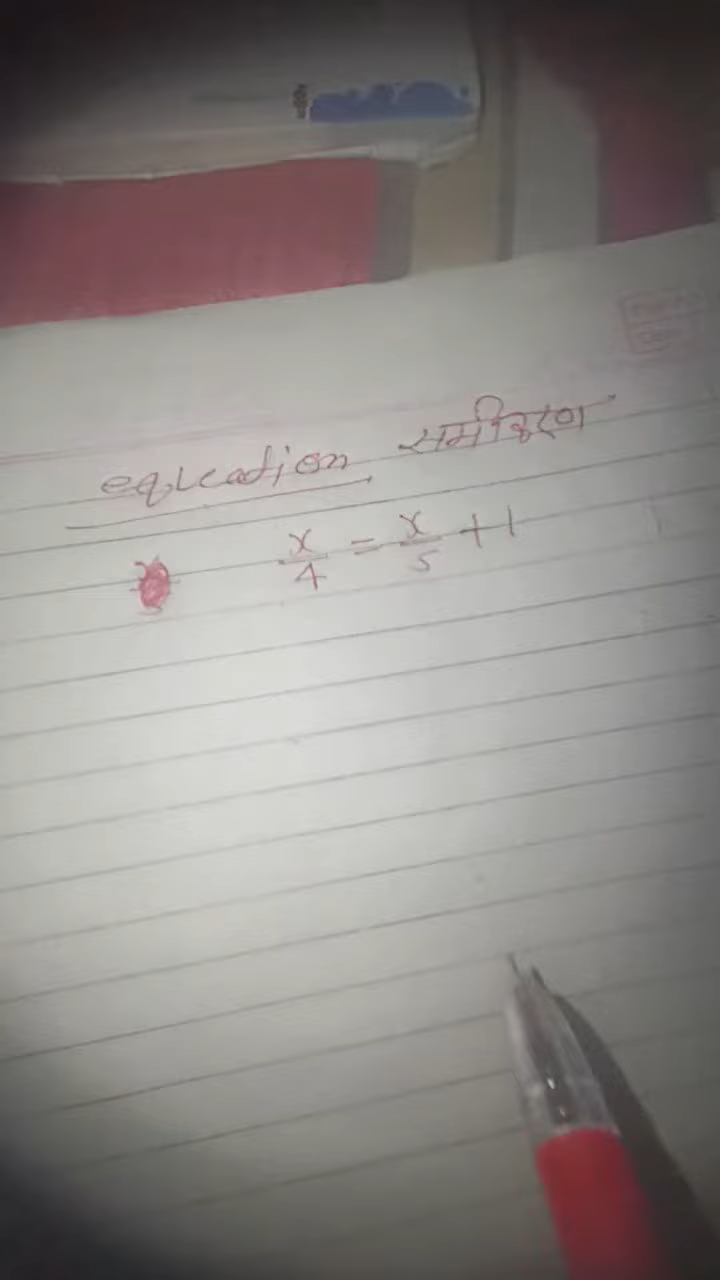 equation समीकरण
x/4 = x/5 + 1